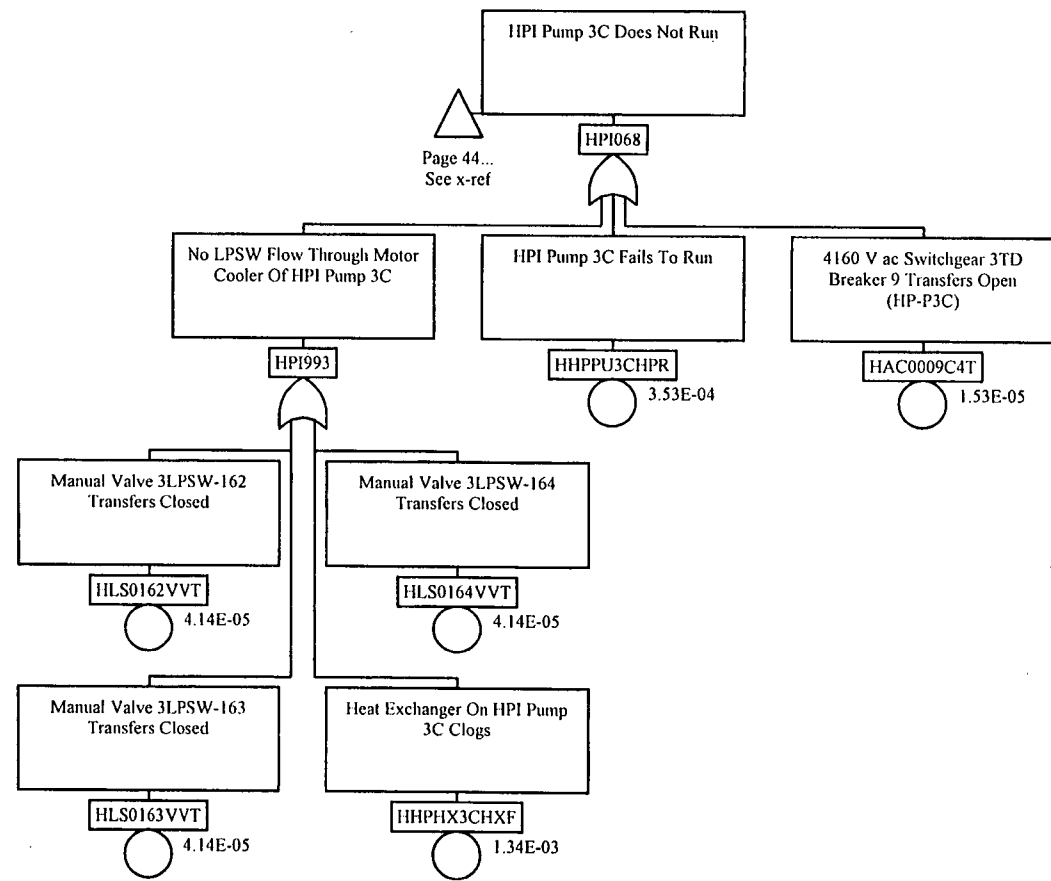 HPI Pump 3C Does Not Run
Page 44...
See x-ref
HPI068
No LPSW Flow Through Motor
Cooler Of HPI Pump 3C
HPI993
HPI Pump 3C Fails To Run
HHPPU3CHPR
3.53E-04
4160 V ac Switchgear 3TD
Breaker 9 Transfers Open
(HP-P3C)
HAC0009C4T
1.53E-05
Manual Valve 3LPSW-162
Transfers Closed
HLS0162VVT
4.14E-05
Manual Valve 3LPSW-164
Transfers Closed
HLS0164VVT
4.14E-05
Manual Valve 3LPSW-163
Transfers Closed
HLS0163VVT
4.14E-05
Heat Exchanger On HPI Pump
3C Clogs
HHPHX3CHXF
1.34E-03